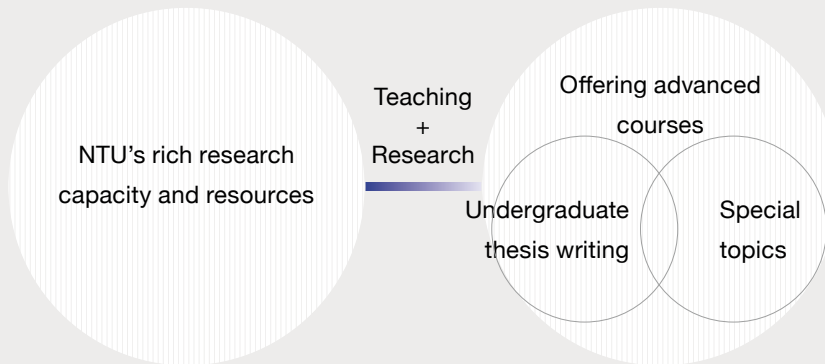 NTU’s rich research
capacity and resources
Teaching
+
Research
Offering advanced
courses
Undergraduate
thesis writing
Special
topics